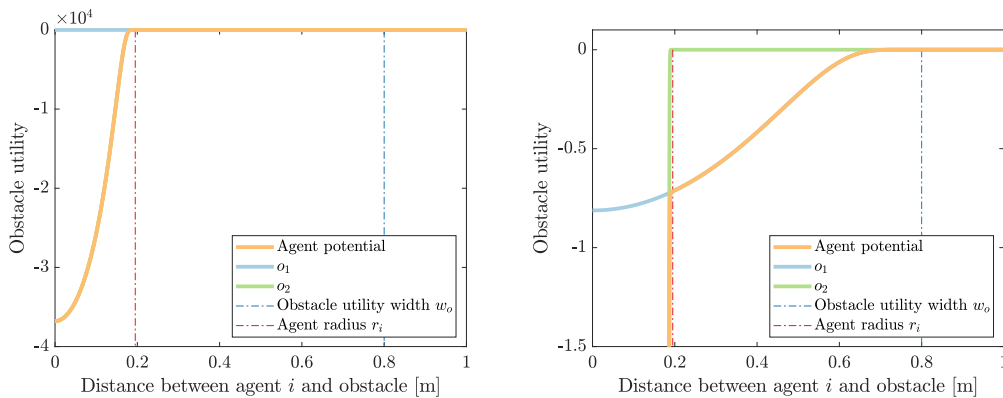 ×10⁴
0
-1
-2
-3
-4
Obstacle utility
0
0.2
0.4
0.6
0.8
1
Distance between agent i and obstacle [m]
Agent potential
o₁
o₂
Obstacle utility width wₒ
Agent radius rᵢ
0
-0.5
-1
-1.5
Obstacle utility
0
0.2
0.4
0.6
0.8
1
Distance between agent i and obstacle [m]
Agent potential
o₁
o₂
Obstacle utility width wₒ
Agent radius rᵢ